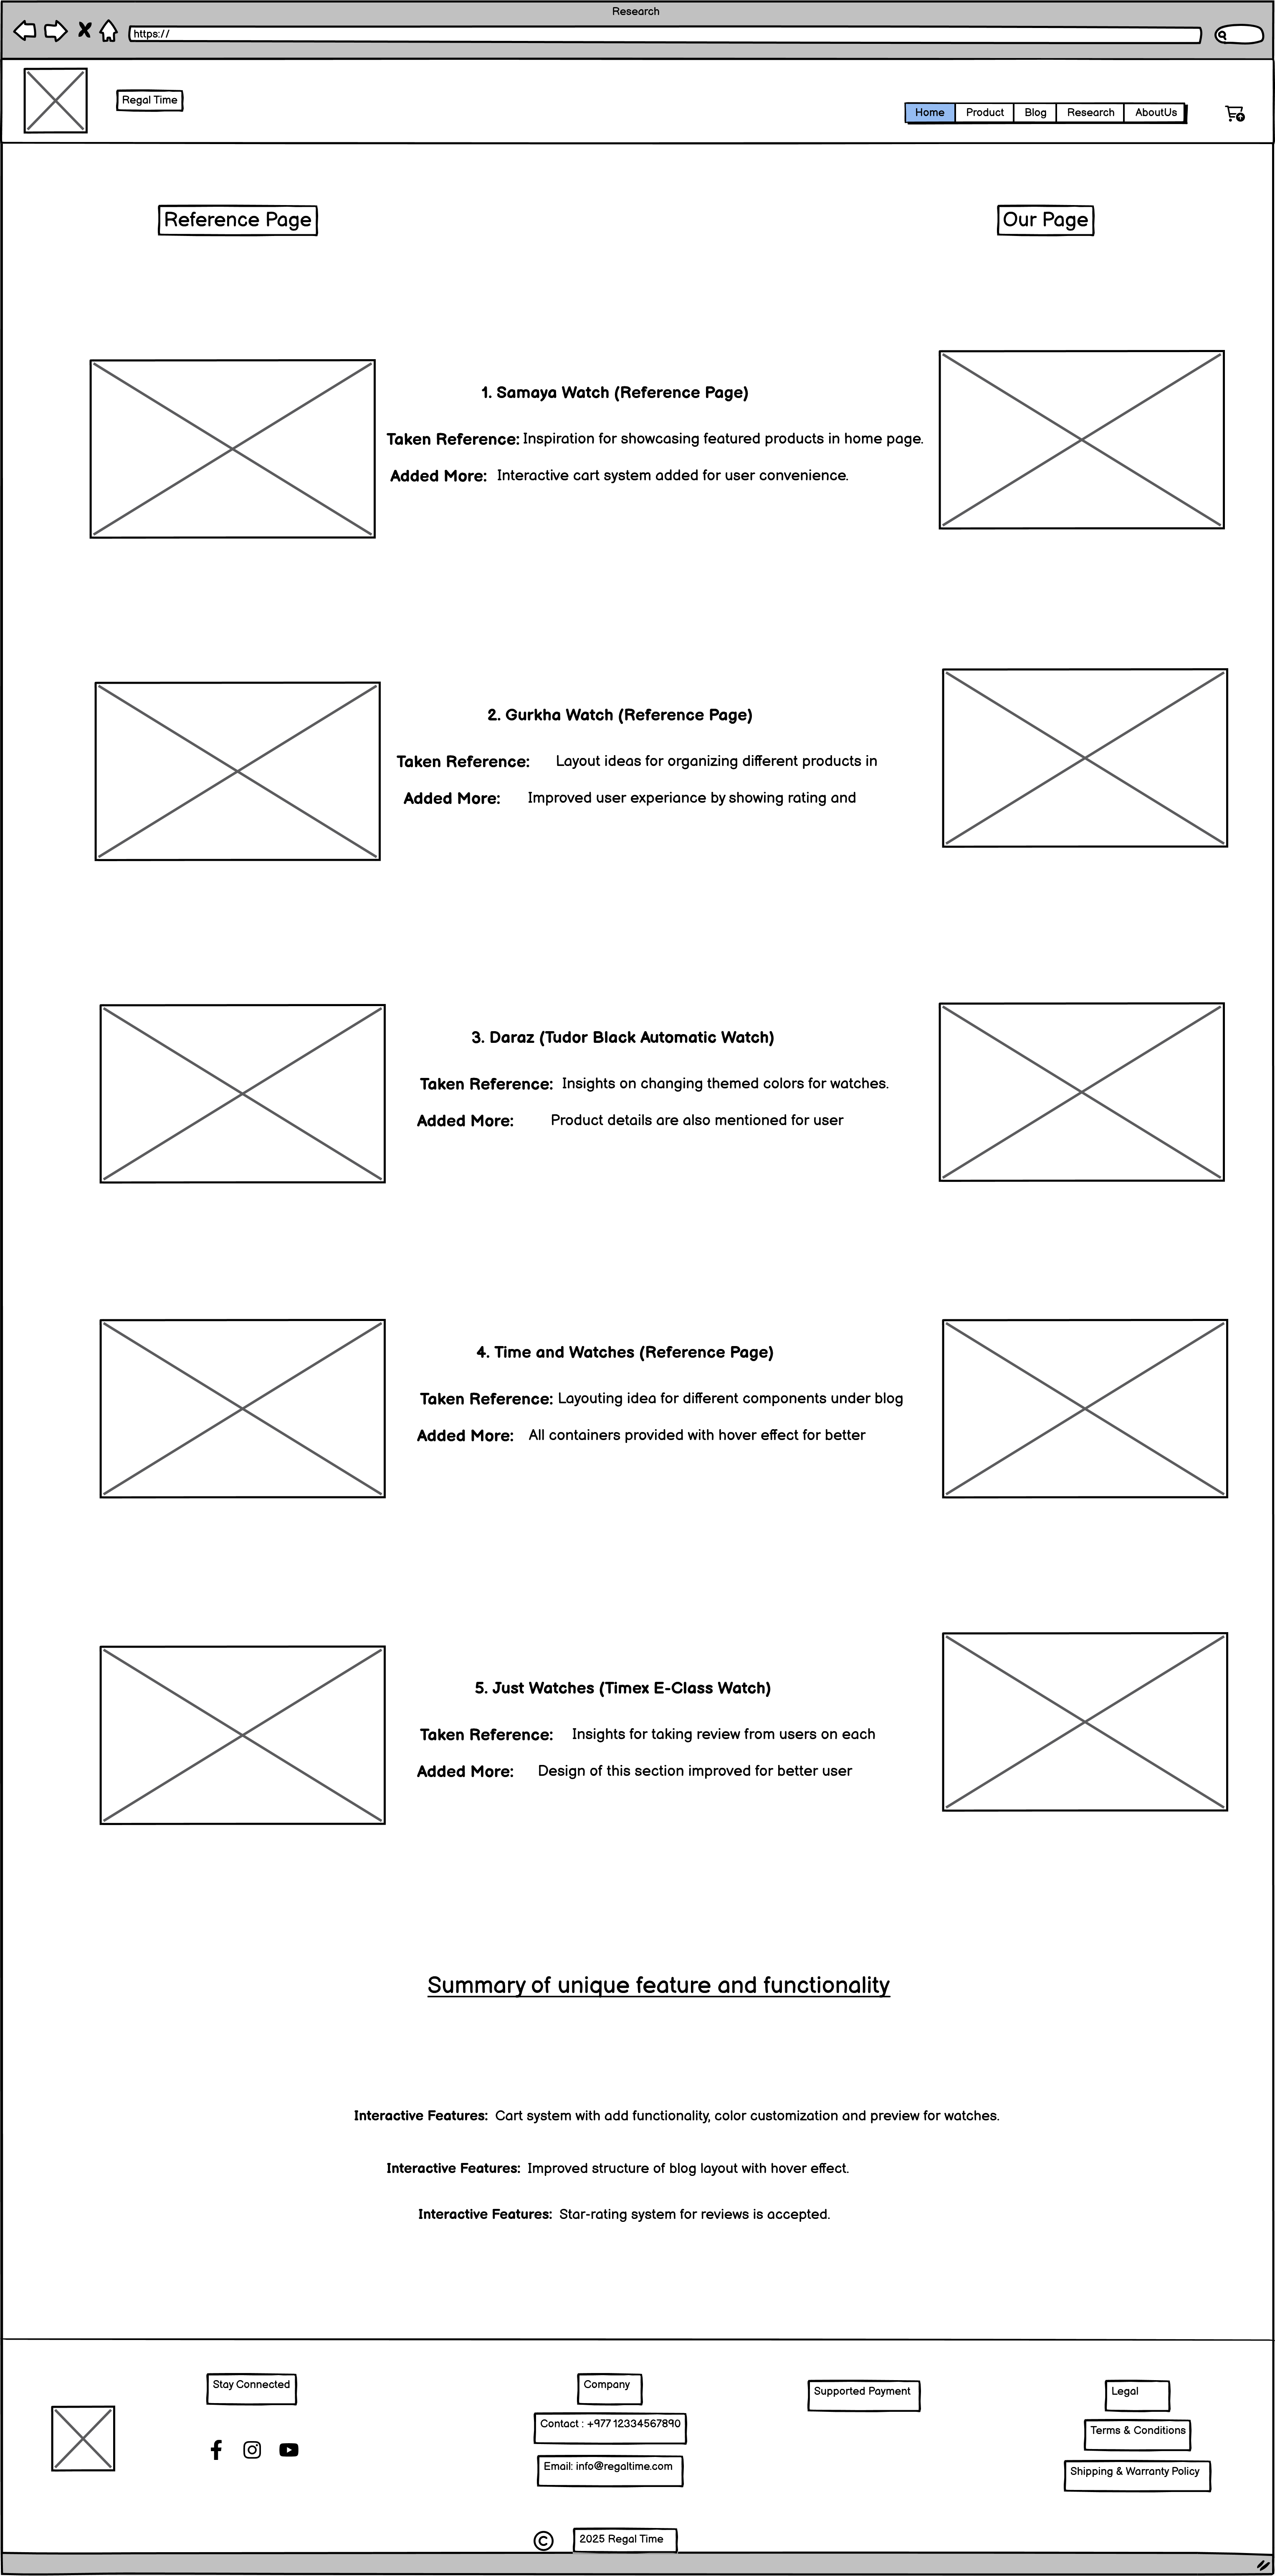 Research
https://
Regal Time
Home Product Blog Research AboutUs
Reference Page
Our Page
1. Samaya Watch (Reference Page)
Taken Reference: Inspiration for showcasing featured products in home page.
Added More: Interactive cart system added for user convenience.
2. Gurkha Watch (Reference Page)
Taken Reference: Layout ideas for organizing different products in
Added More: Improved user experiance by showing rating and
3. Daraz (Tudor Black Automatic Watch)
Taken Reference: Insights on changing themed colors for watches.
Added More: Product details are also mentioned for user
4. Time and Watches (Reference Page)
Taken Reference: Layouting idea for different components under blog
Added More: All containers provided with hover effect for better
5. Just Watches (Timex E-Class Watch)
Taken Reference: Insights for taking review from users on each
Added More: Design of this section improved for better user
Summary of unique feature and functionality
Interactive Features: Cart system with add functionality, color customization and preview for watches.
Interactive Features: Improved structure of blog layout with hover effect.
Interactive Features: Star-rating system for reviews is accepted.
Stay Connected
Company
Contact : +977 12334567890
Email: info@regaltime.com
Supported Payment
Legal
Terms & Conditions
Shipping & Warranty Policy
© 2025 Regal Time